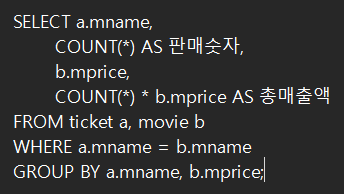 SELECT a.mname,
COUNT(*) AS 판매숫자,
b.mprice,
COUNT(*) * b.mprice AS 총매출액
FROM ticket a, movie b
WHERE a.mname = b.mname
GROUP BY a.mname, b.mprice;